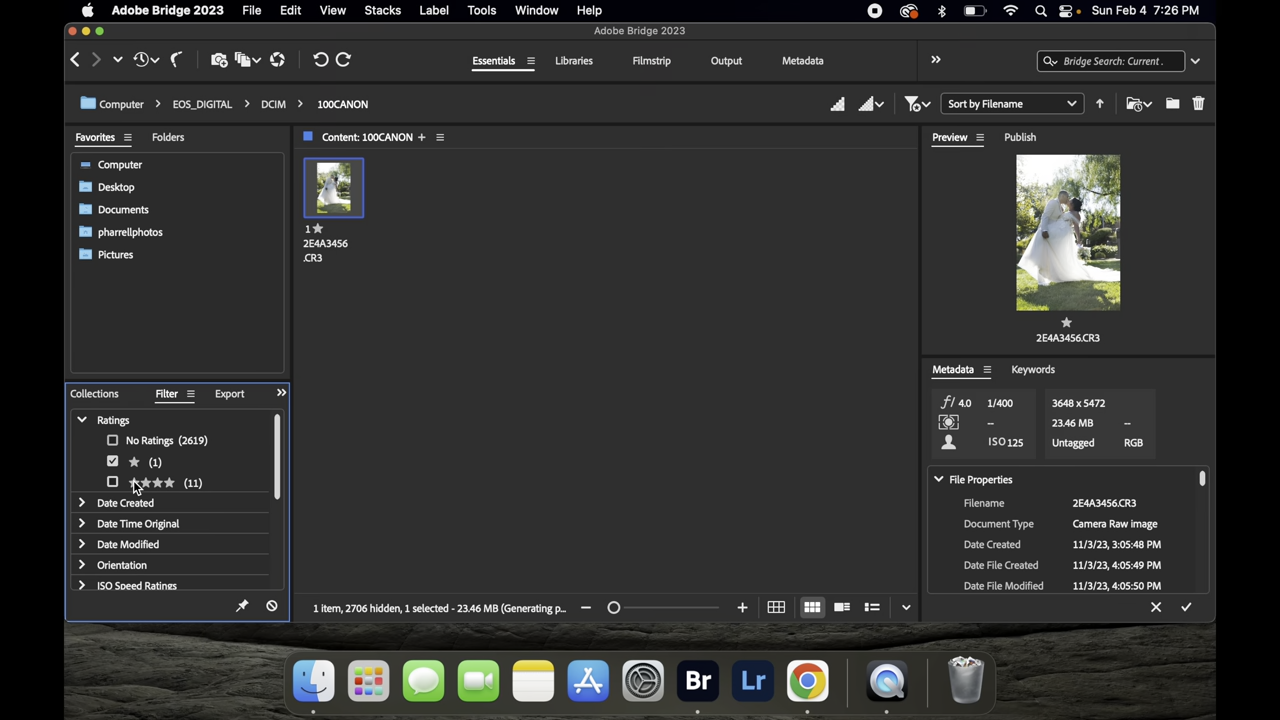 Adobe Bridge 2023 File Edit View Stacks Label Tools Window Help Sun Feb 4 7:26 PM
Adobe Bridge 2023
Essentials Libraries Filmstrip Output Metadata » Bridge Search: Current .
Computer > EOS_DIGITAL > DCIM > 100CANON Sort by Filename
Favorites Folders
Computer
Desktop
Documents
pharrellphotos
Pictures
Content: 100CANON +
1★
2E4A3456
.CR3
Preview Publish
2E4A3456.CR3
Collections Filter Export »
Ratings
No Ratings (2619)
★ (1)
★★★★ (11)
Date Created
Date Time Original
Date Modified
Orientation
ISO Speed Ratings
1 item, 2706 hidden, 1 selected - 23.46 MB (Generating p...
Metadata Keywords
f/ 4.0 1/400
--
ISO 125
3648 x 5472
23.46 MB --
Untagged RGB
File Properties
Filename 2E4A3456.CR3
Document Type Camera Raw image
Date Created 11/3/23, 3:05:48 PM
Date File Created 11/3/23, 4:05:49 PM
Date File Modified 11/3/23, 4:05:50 PM
Br Lr